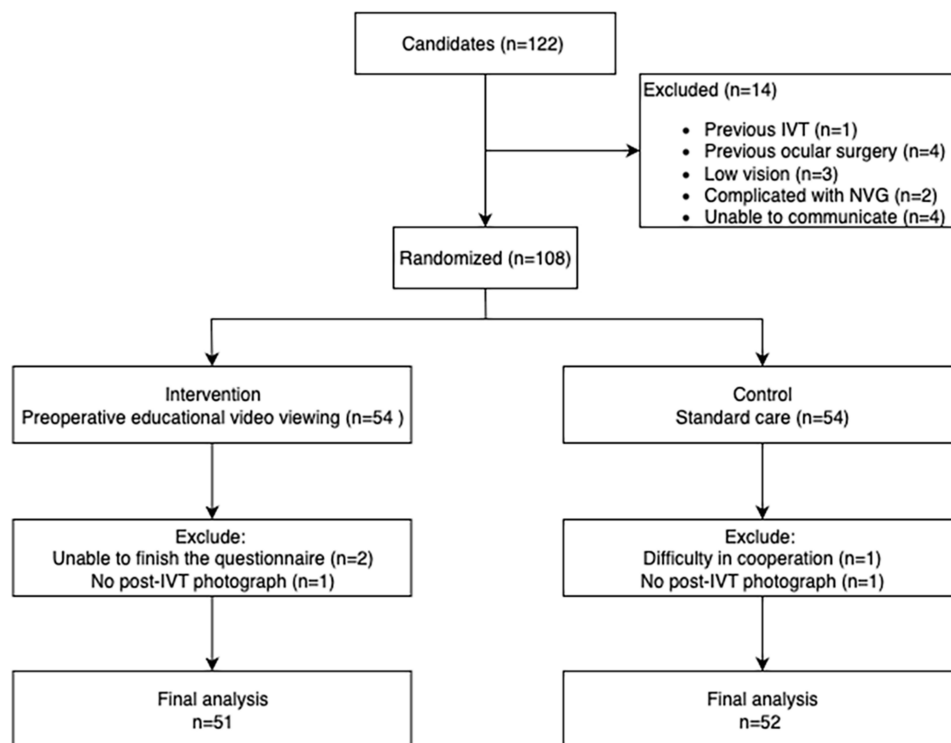 Candidates (n=122)
Excluded (n=14)
• Previous IVT (n=1)
• Previous ocular surgery (n=4)
• Low vision (n=3)
• Complicated with NVG (n=2)
• Unable to communicate (n=4)
Randomized (n=108)
Intervention
Preoperative educational video viewing (n=54 )
Control
Standard care (n=54)
Exclude:
Unable to finish the questionnaire (n=2)
No post-IVT photograph (n=1)
Exclude:
Difficulty in cooperation (n=1)
No post-IVT photograph (n=1)
Final analysis
n=51
Final analysis
n=52